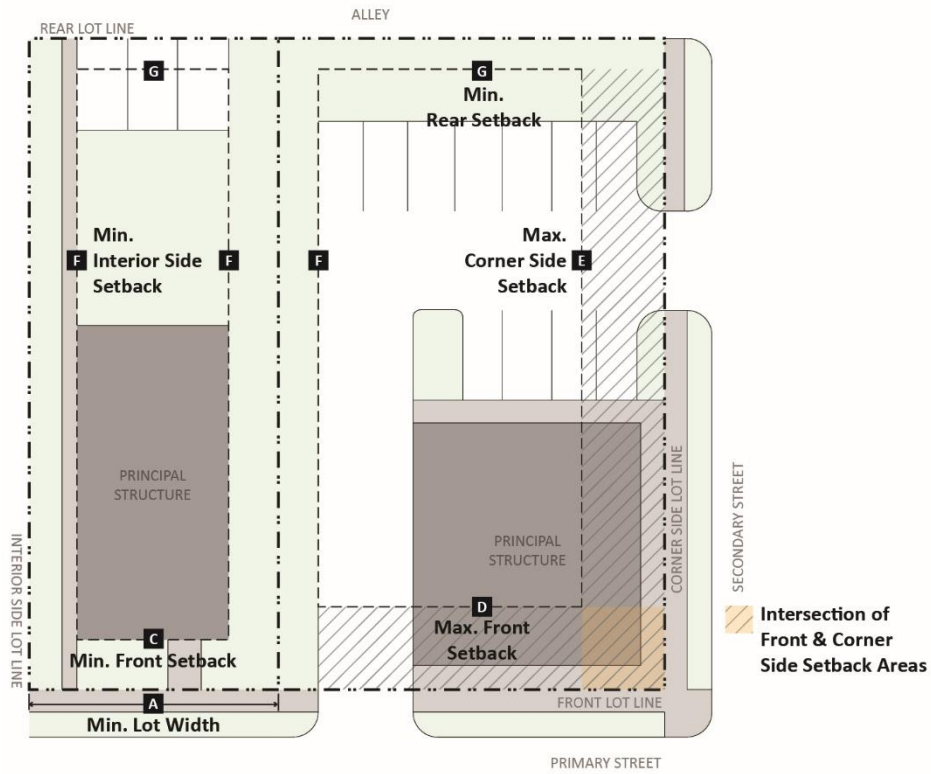 ALLEY
REAR LOT LINE
G
G
Min.
Rear Setback
F
Min.
Interior Side
Setback
F
F
Max.
Corner Side
Setback
E
PRINCIPAL
STRUCTURE
PRINCIPAL
STRUCTURE
INTERIOR SIDE LOT LINE
CORNER SIDE LOT LINE
SECONDARY STREET
C
Min. Front Setback
D
Max. Front
Setback
Intersection of
Front & Corner
Side Setback Areas
A
Min. Lot Width
FRONT LOT LINE
PRIMARY STREET